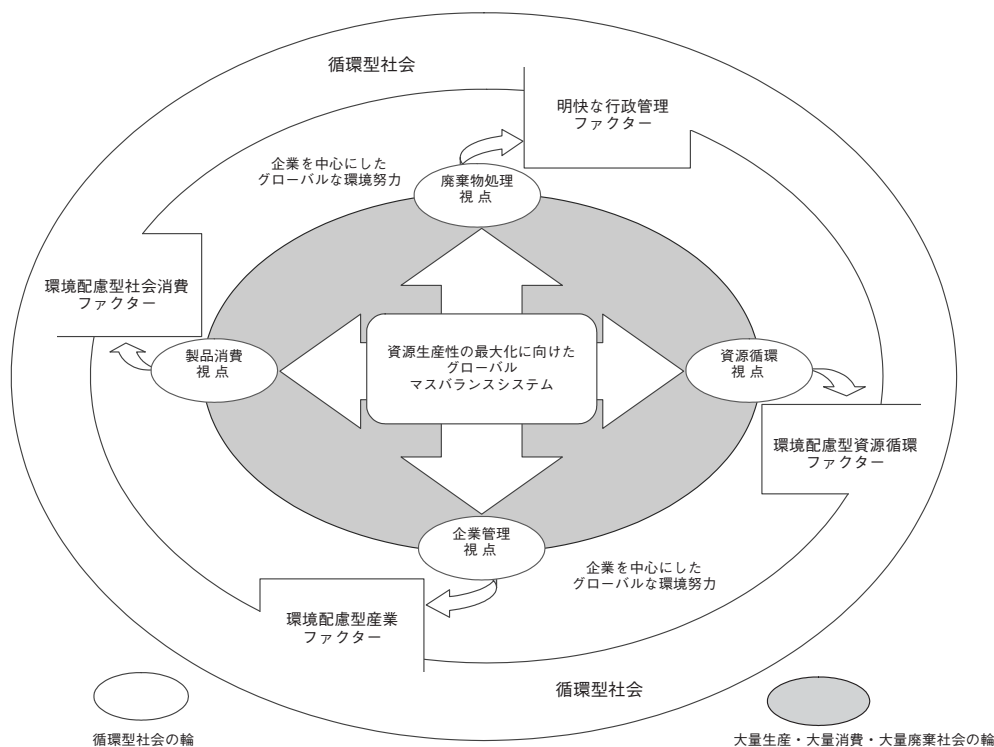 循環型社会
明快な行政管理
ファクター
企業を中心にした
グローバルな環境努力
廃棄物処理
視 点
環境配慮型社会消費
ファクター
製品消費
視 点
資源生産性の最大化に向けた
グローバル
マスバランスシステム
資源循環
視 点
環境配慮型資源循環
ファクター
企業管理
視 点
企業を中心にした
グローバルな環境努力
環境配慮型産業
ファクター
循環型社会
循環型社会の輪
大量生産・大量消費・大量廃棄社会の輪